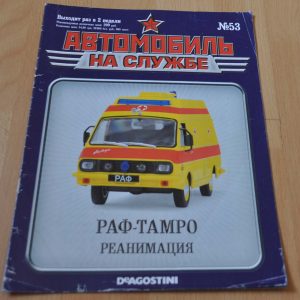 Выходит раз в 2 недели
№53
АВТОМОБИЛЬ
НА СЛУЖБЕ
РАФ
РАФ-ТАМРО
РЕАНИМАЦИЯ
DEAGOSTINI